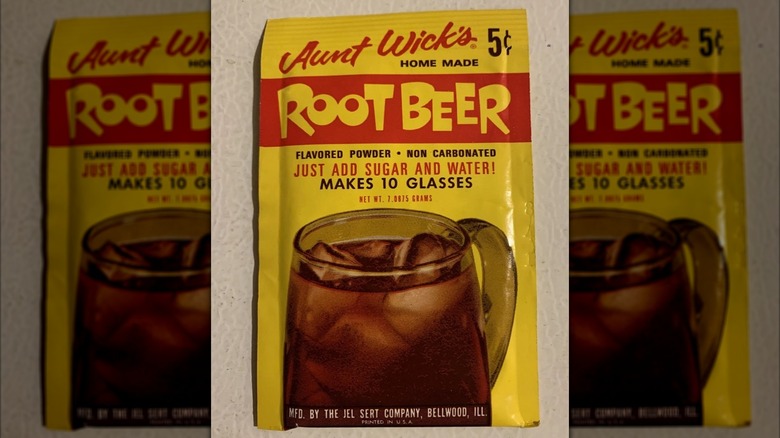 Aunt Wick's 5¢
HOME MADE
ROOT BEER
FLAVORED POWDER • NON CARBONATED
JUST ADD SUGAR AND WATER!
MAKES 10 GLASSES
NET WT. 7.0875 GRAMS
MFD. BY THE JEL SERT COMPANY, BELLWOOD, ILL.
PRINTED IN U.S.A.